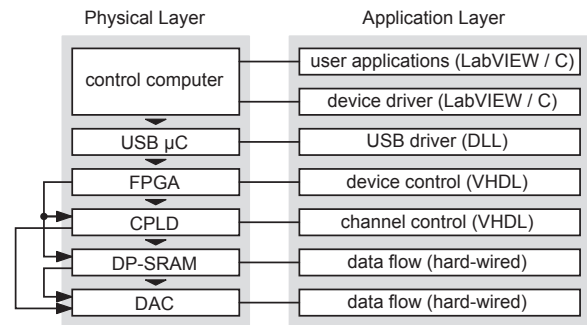 Physical Layer Application Layer
control computer user applications (LabVIEW / C)
device driver (LabVIEW / C)
USB µC USB driver (DLL)
FPGA device control (VHDL)
CPLD channel control (VHDL)
DP-SRAM data flow (hard-wired)
DAC data flow (hard-wired)